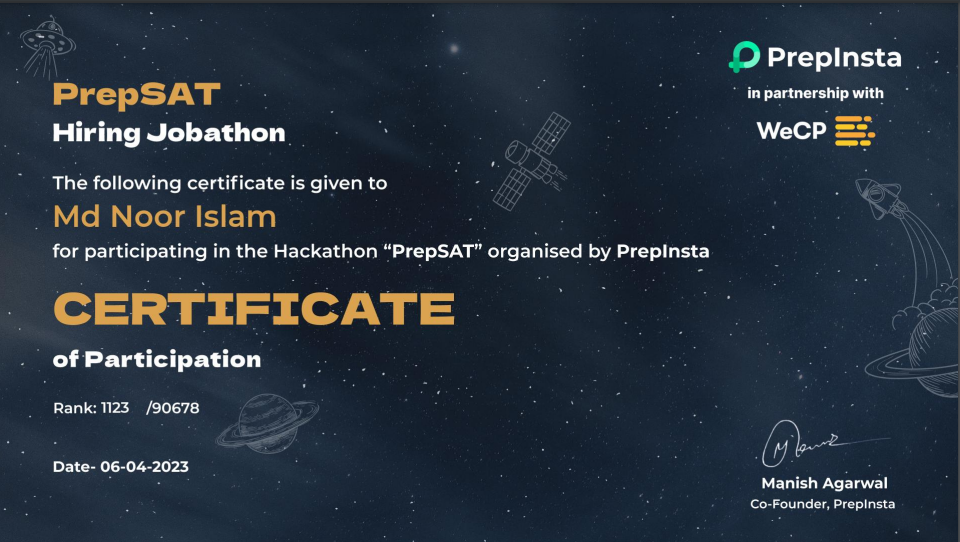 PrepSAT
Hiring Jobathon
The following certificate is given to
Md Noor Islam
for participating in the Hackathon “PrepSAT” organised by PrepInsta
CERTIFICATE
of Participation
Rank: 1123 /90678
Date- 06-04-2023
PrepInsta
in partnership with
WeCP
Manish Agarwal
Co-Founder, PrepInsta